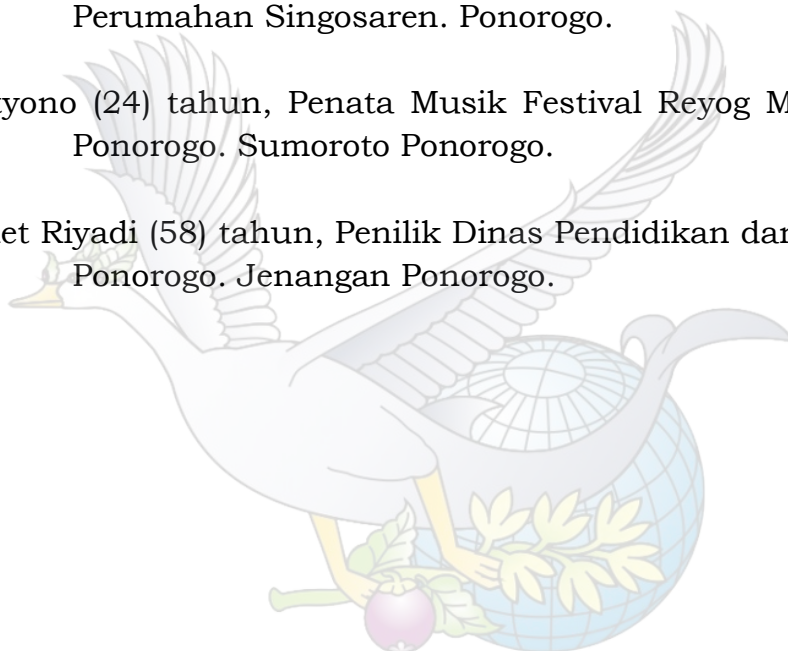 Perumahan Singosaren. Ponorogo.
yono (24) tahun, Penata Musik Festival Reyog M
Ponorogo. Sumoroto Ponorogo.
et Riyadi (58) tahun, Penilik Dinas Pendidikan dan
Ponorogo. Jenangan Ponorogo.